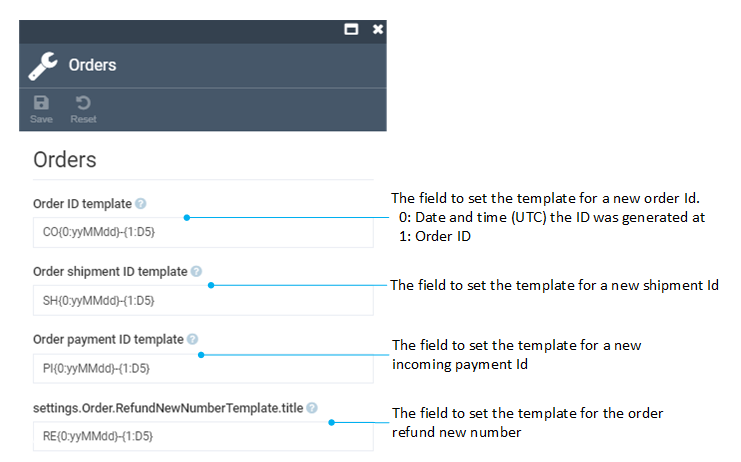 Orders
Save Reset
Orders
Order ID template ?
CO{0:yyMMdd}-{1:D5}
The field to set the template for a new order Id.
0: Date and time (UTC) the ID was generated at
1: Order ID
Order shipment ID template ?
SH{0:yyMMdd}-{1:D5}
The field to set the template for a new shipment Id
Order payment ID template ?
PI{0:yyMMdd}-{1:D5}
The field to set the template for a new
incoming payment Id
settings.Order.RefundNewNumberTemplate.title ?
RE{0:yyMMdd}-{1:D5}
The field to set the template for the order
refund new number